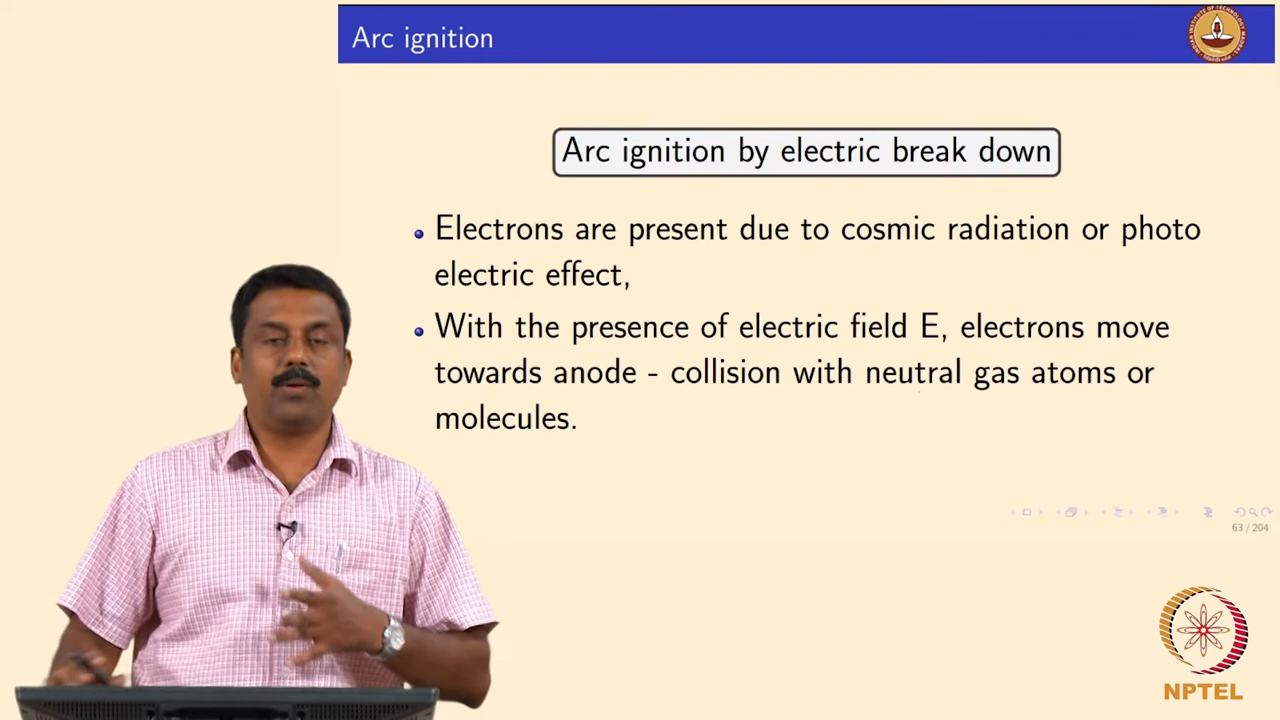 Arc ignition
Arc ignition by electric break down
Electrons are present due to cosmic radiation or photo
electric effect,
With the presence of electric field E, electrons move
towards anode - collision with neutral gas atoms or
molecules.
63 / 204
NPTEL